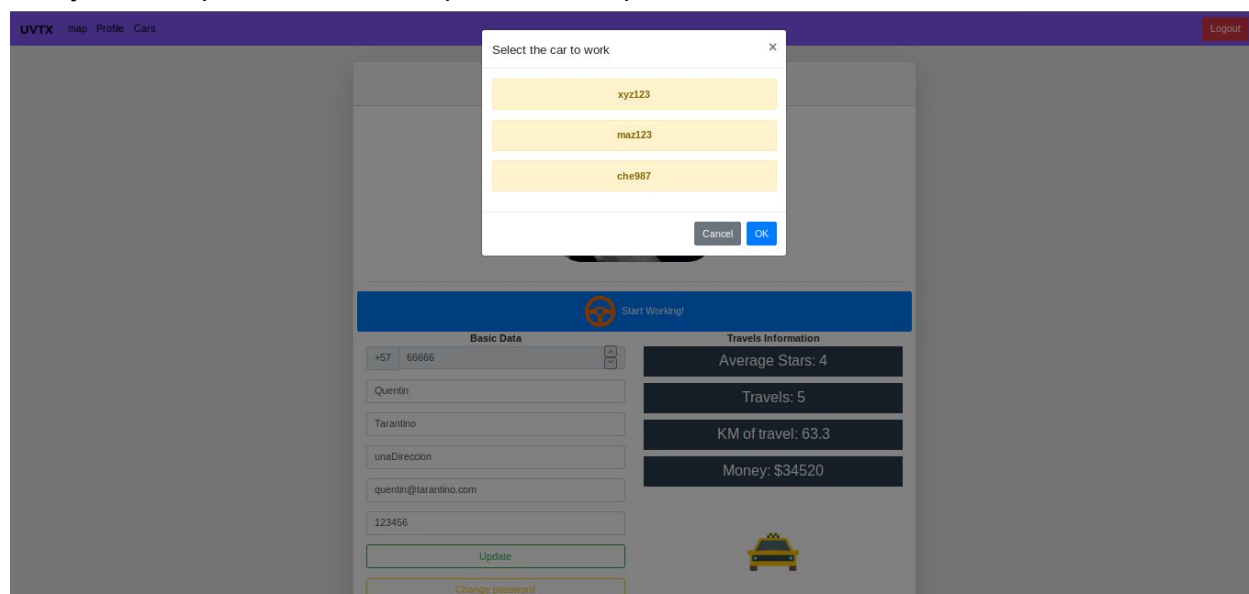 UVTX map Profile Cars
Logout
Select the car to work ×
xyz123
maz123
che987
Cancel OK
Start Working!
Basic Data
+57 66666
Quentin
Tarantino
unaDireccion
quentin@tarantino.com
123456
Update
Change password
Travels Information
Average Stars: 4
Travels: 5
KM of travel: 63.3
Money: $34520